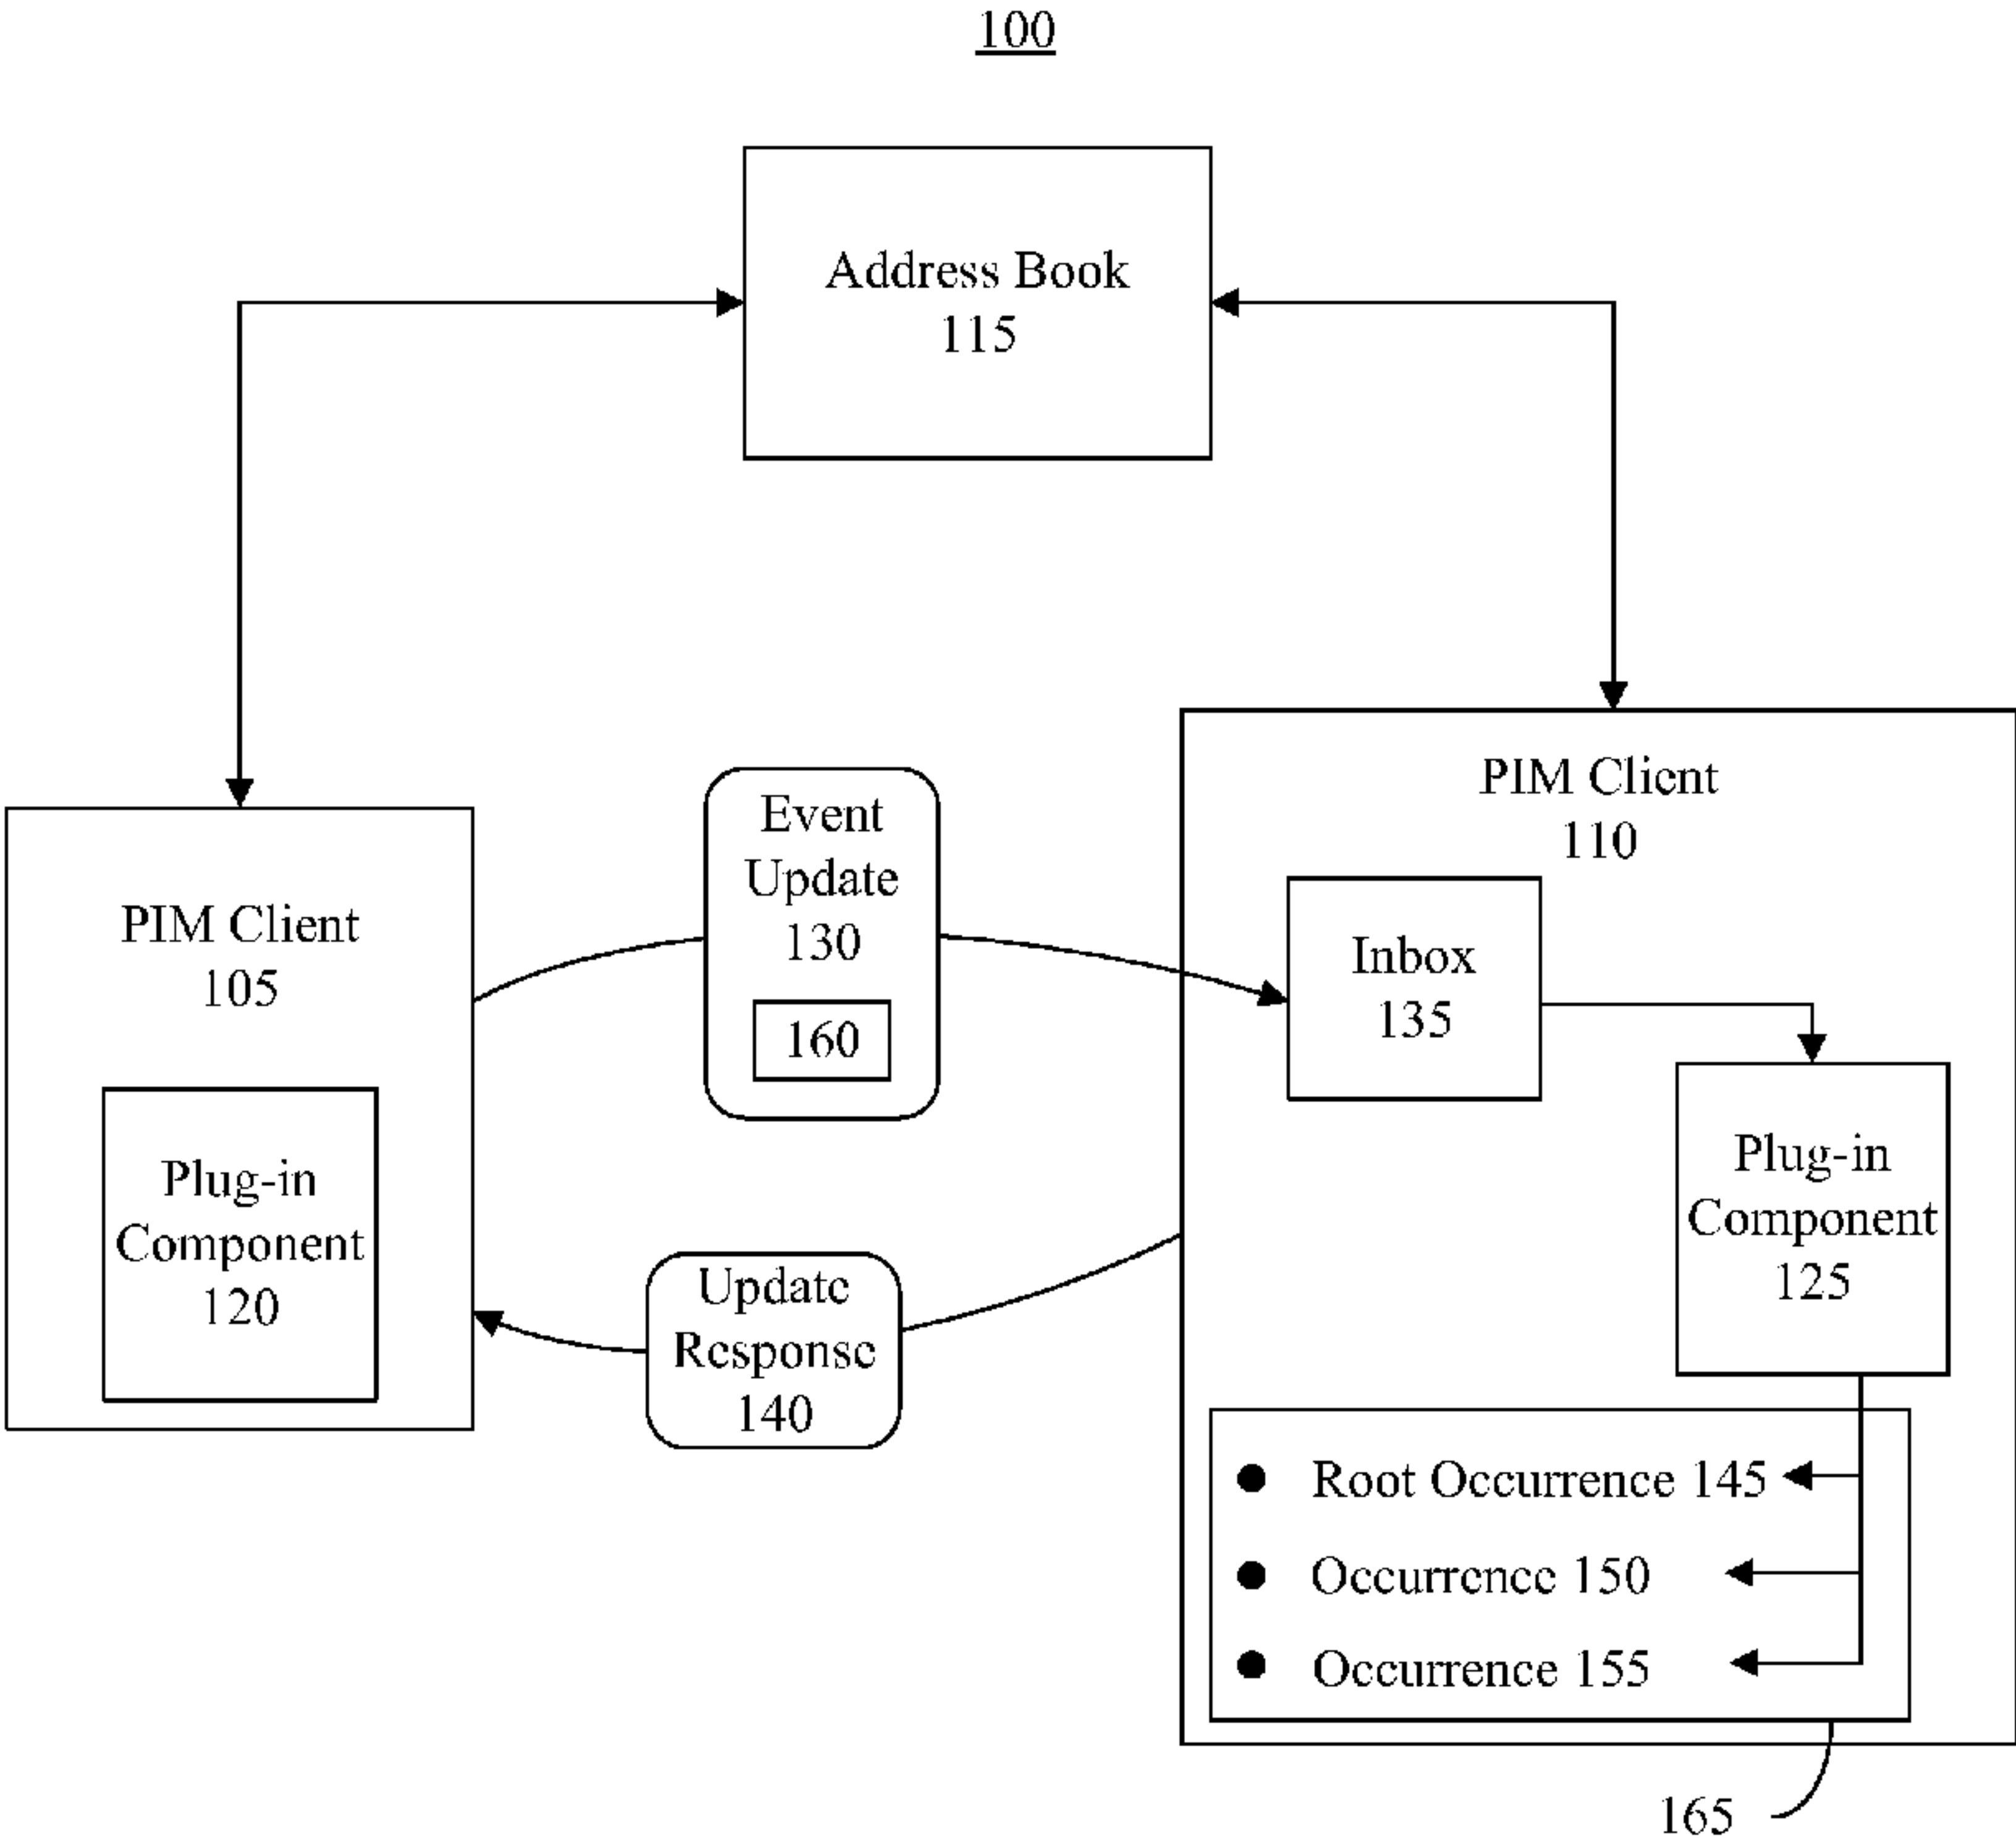 100
Address Book
115
PIM Client
110
Event
Update
130
160
PIM Client
105
Inbox
135
Plug-in
Component
120
Plug-in
Component
125
Update
Response
140
Root Occurrence 145
Occurrence 150
Occurrence 155
165